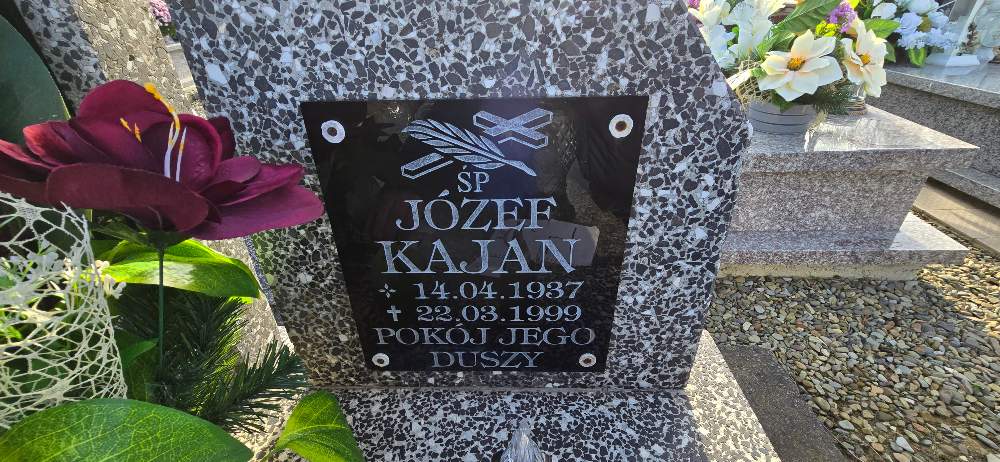 ŚP
JÓZEF
KAJAN
✢ 14.04.1937
✝ 22.03.1999
POKÓJ JEGO
DUSZY